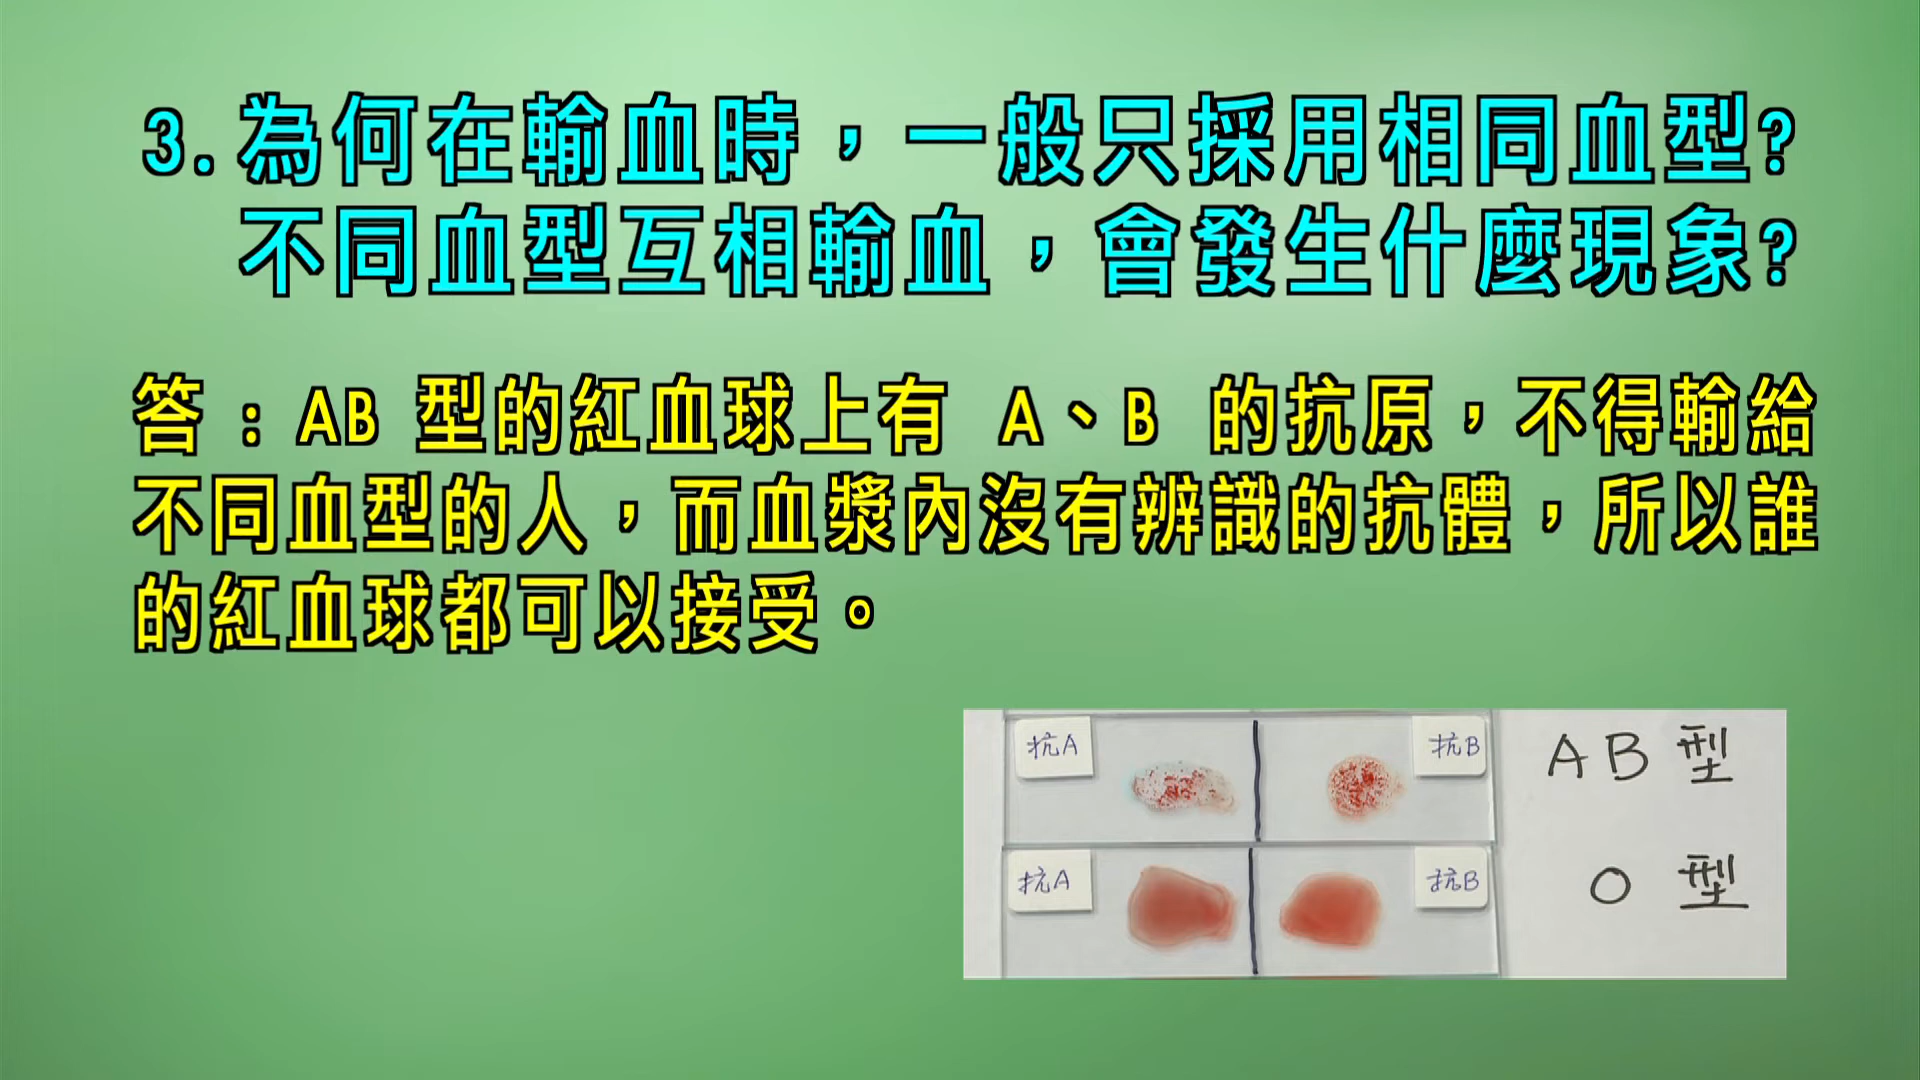 3.為何在輸血時，一般只採用相同血型?
不同血型互相輸血，會發生什麼現象?
答：AB 型的紅血球上有 A、B 的抗原，不得輸給
不同血型的人，而血漿內沒有辨識的抗體，所以誰
的紅血球都可以接受。
抗A 抗B AB型
抗A 抗B O型